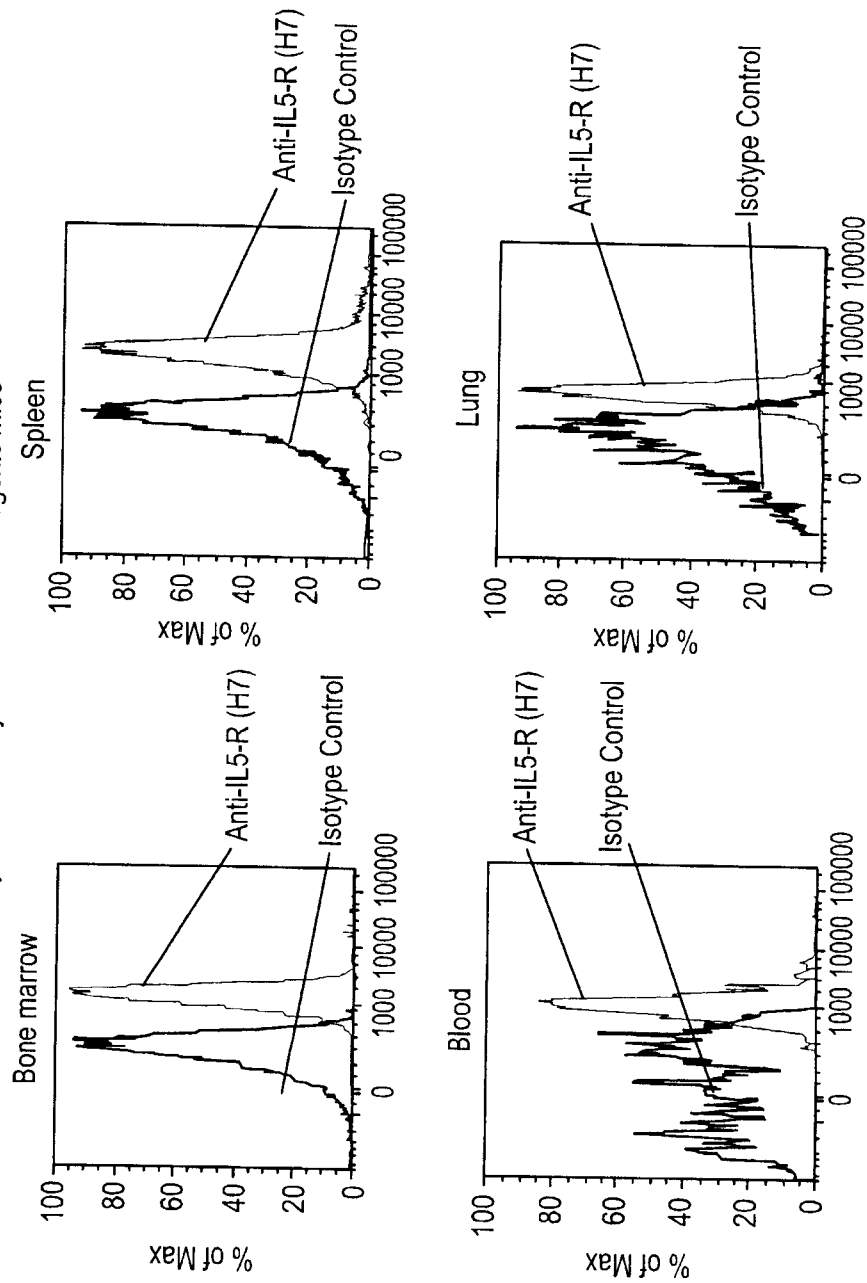 Bone marrow
% of Max
100
80
60
40
20
0
0 1000 10000 100000
Anti-IL5-R (H7)
Isotype Control
Spleen
% of Max
100
80
60
40
20
0
0 1000 10000 100000
Anti-IL5-R (H7)
Isotype Control
Blood
% of Max
100
80
60
40
20
0
0 1000 10000 100000
Anti-IL5-R (H7)
Isotype Control
Lung
% of Max
100
80
60
40
20
0
0 1000 10000 100000
Anti-IL5-R (H7)
Isotype Control